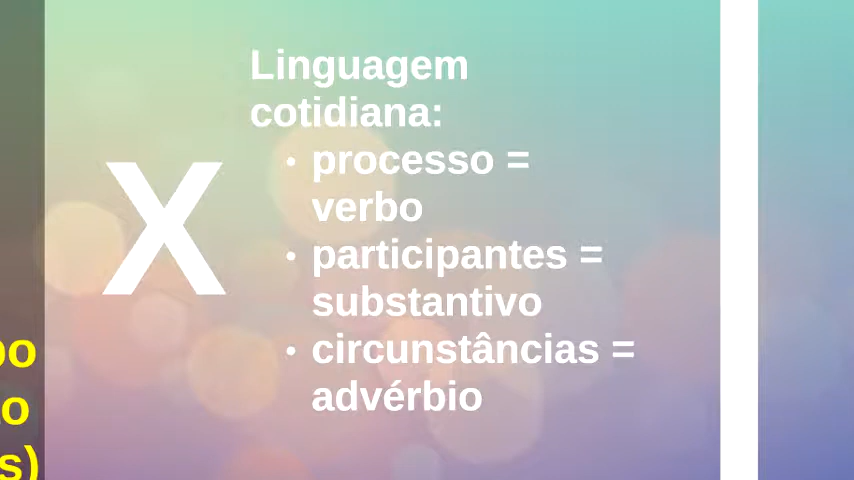 Linguagem
cotidiana:
• processo =
verbo
X
• participantes =
substantivo
• circunstâncias =
advérbio